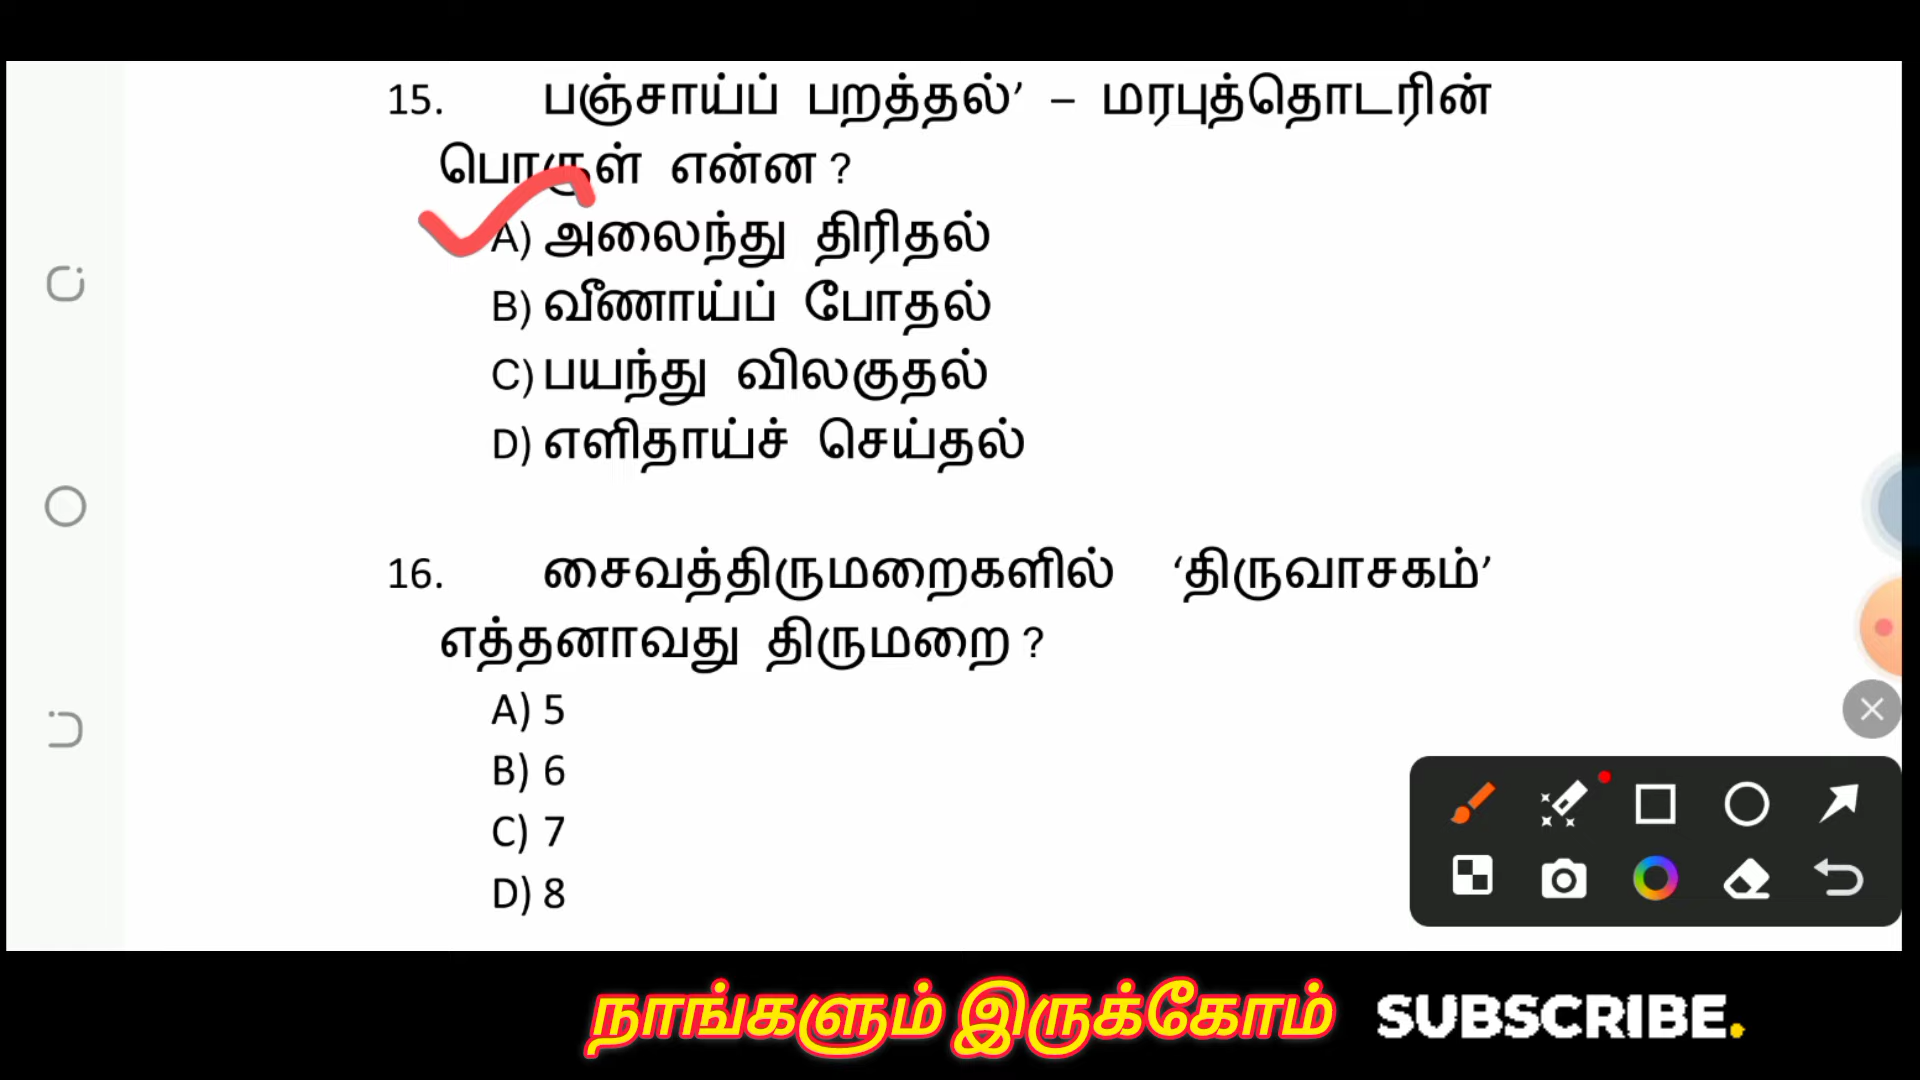 15. பஞ்சாய்ப் பறத்தல்’ – மரபுத்தொடரின்
பொருள் என்ன ?
A) அலைந்து திரிதல்
B) வீணாய்ப் போதல்
C) பயந்து விலகுதல்
D) எளிதாய்ச் செய்தல்
16. சைவத்திருமறைகளில் ‘திருவாசகம்’
எத்தனாவது திருமறை ?
A) 5
B) 6
C) 7
D) 8
நாங்களும் இருக்கோம் SUBSCRIBE.